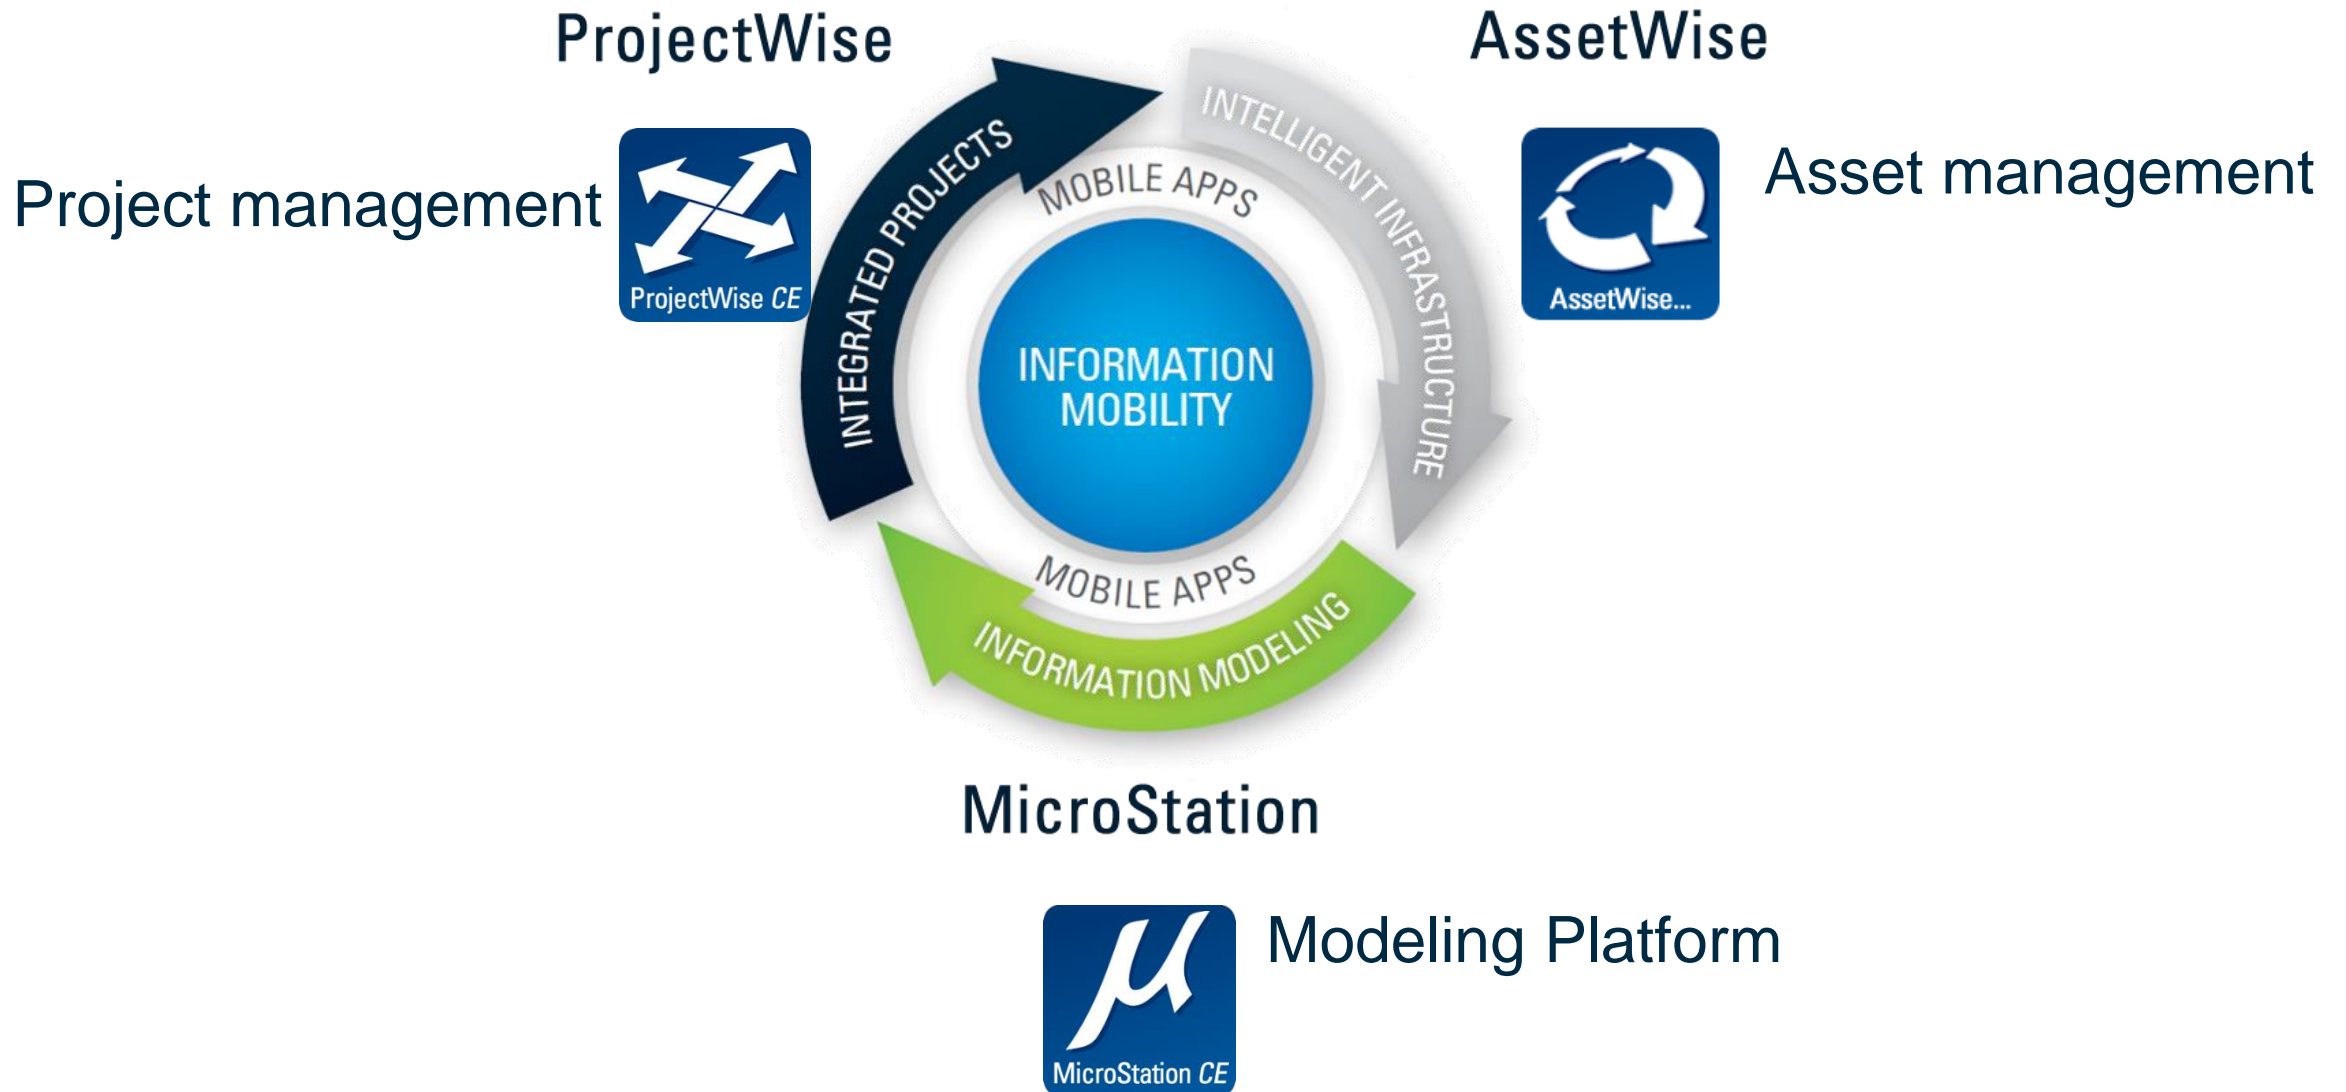 ProjectWise
AssetWise
Project management
ProjectWise CE
INTEGRATED PROJECTS
INTELLIGENT INFRASTRUCTURE
MOBILE APPS
INFORMATION
MOBILITY
MOBILE APPS
INFORMATION MODELING
AssetWise...
Asset management
MicroStation
MicroStation CE
Modeling Platform
μ